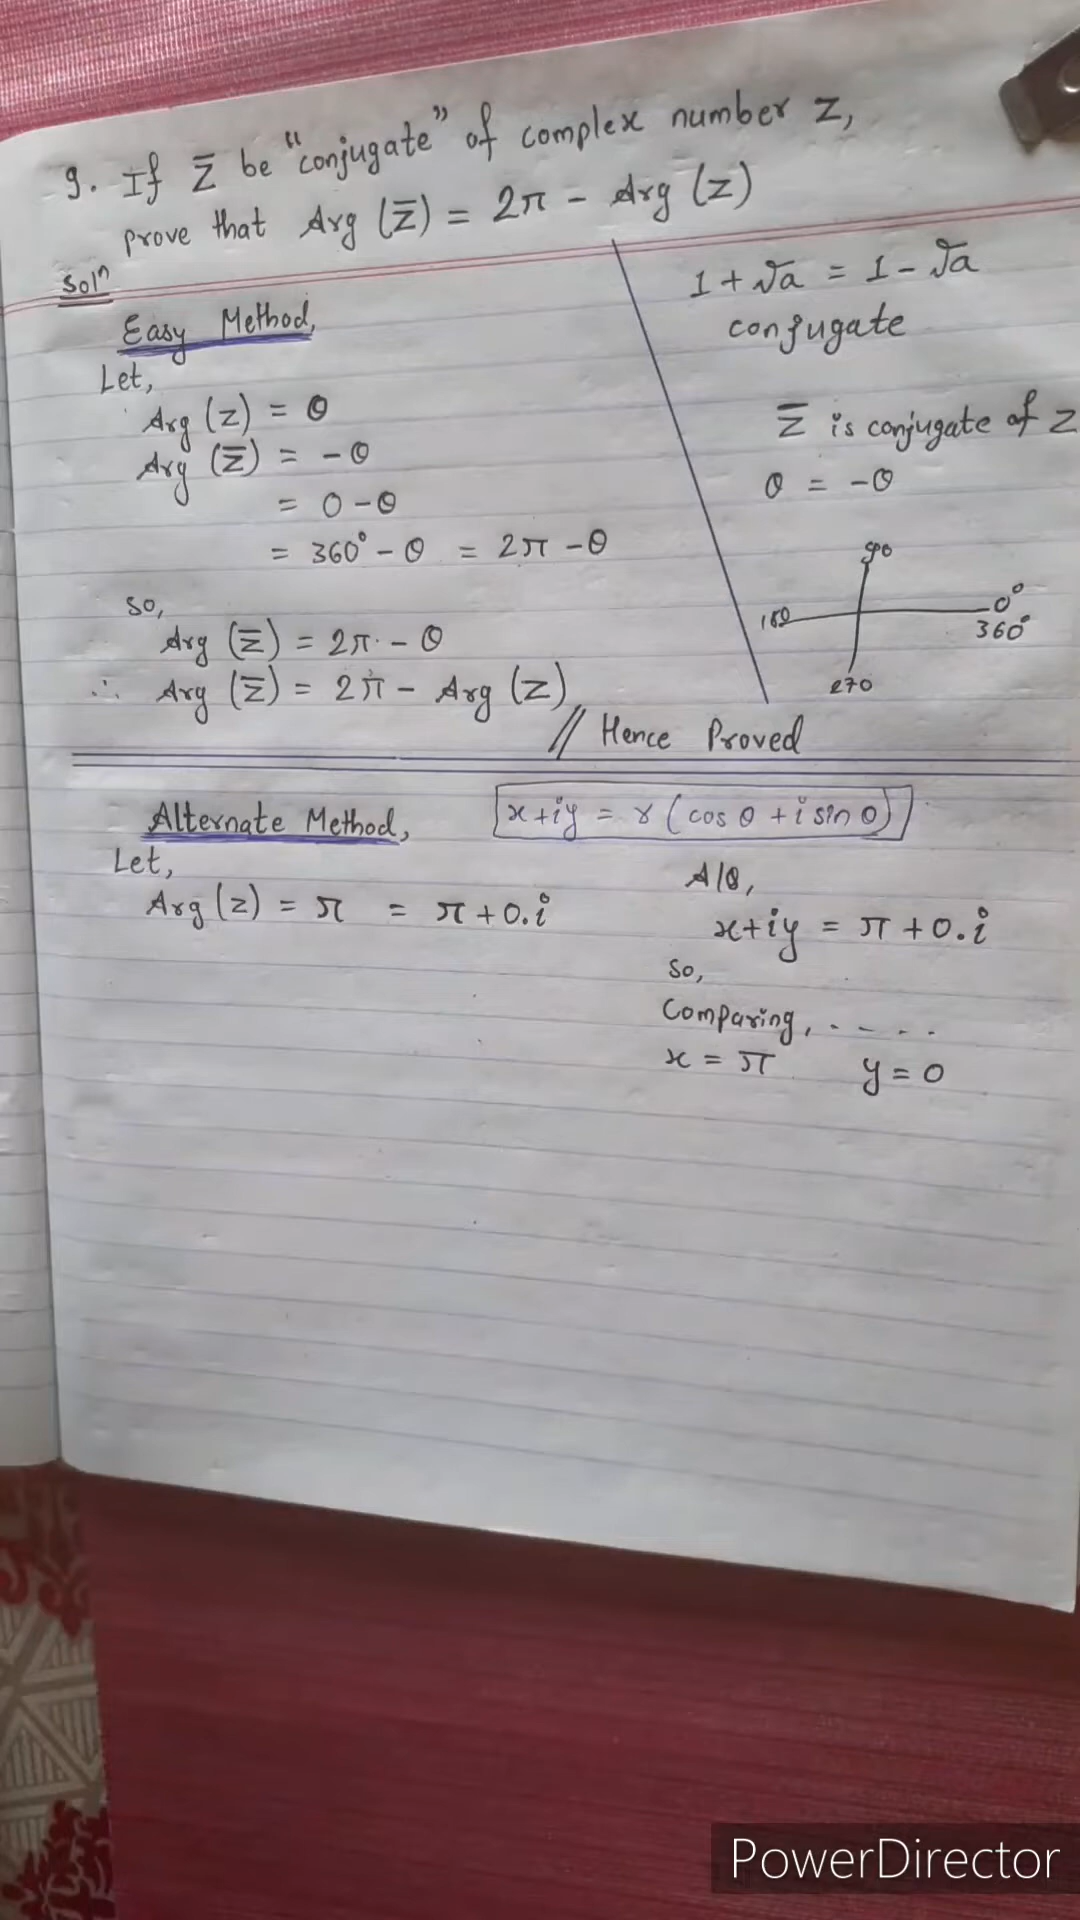 9. If z̅ be "conjugate" of complex number z,
prove that Arg (z̅) = 2π - Arg (z)
Solⁿ
Easy Method,
Let,
Arg (z) = θ
Arg (z̅) = -θ
= 0 - θ
= 360° - θ = 2π - θ
so,
Arg (z̅) = 2π - θ
∴ Arg (z̅) = 2π - Arg (z)
// Hence Proved
1 + √a = 1 - √a
conjugate
z̅ is conjugate of z
θ = -θ
90
180
0°
360°
270
Alternate Method,
x+iy = r (cos θ + i sin θ)
Let,
Arg (z) = π = π + 0.i
A/Q,
x+iy = π + 0.i
so,
Comparing, - - - -
x = π y = 0
PowerDirector